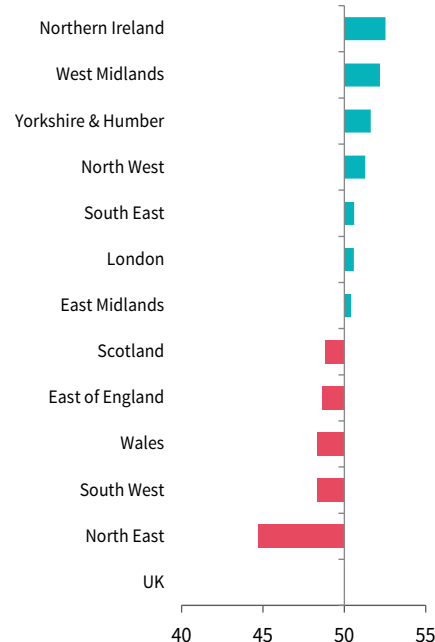 Northern Ireland
West Midlands
Yorkshire & Humber
North West
South East
London
East Midlands
Scotland
East of England
Wales
South West
North East
UK
40 45 50 55